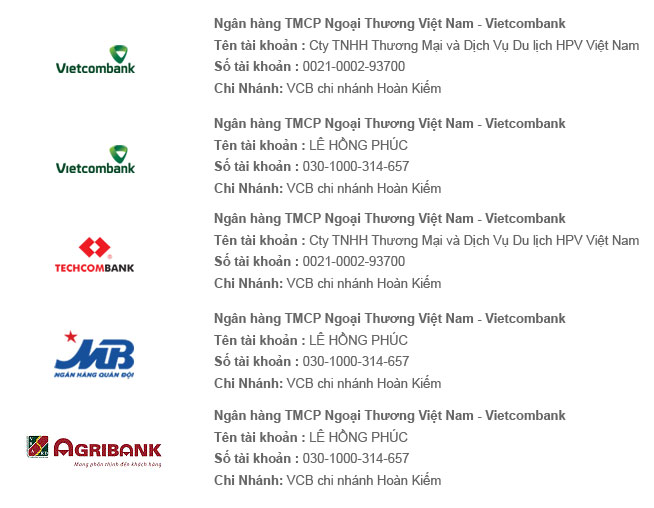 Ngân hàng TMCP Ngoại Thương Việt Nam - Vietcombank
Tên tài khoản : Cty TNHH Thương Mại và Dịch Vụ Du lịch HPV Việt Nam
VIETCOMBANK
Số tài khoản : 0021-0002-93700
Chi Nhánh: VCB chi nhánh Hoàn Kiếm
Ngân hàng TMCP Ngoại Thương Việt Nam - Vietcombank
Tên tài khoản : LÊ HỒNG PHÚC
VIETCOMBANK
Số tài khoản : 030-1000-314-657
Chi Nhánh: VCB chi nhánh Hoàn Kiếm
Ngân hàng TMCP Ngoại Thương Việt Nam - Vietcombank
Tên tài khoản : Cty TNHH Thương Mại và Dịch Vụ Du lịch HPV Việt Nam
TECHCOMBANK
Số tài khoản : 0021-0002-93700
Chi Nhánh: VCB chi nhánh Hoàn Kiếm
Ngân hàng TMCP Ngoại Thương Việt Nam - Vietcombank
Tên tài khoản : LÊ HỒNG PHÚC
MB
Số tài khoản : 030-1000-314-657
NGÂN HÀNG QUÂN ĐỘI
Chi Nhánh: VCB chi nhánh Hoàn Kiếm
Ngân hàng TMCP Ngoại Thương Việt Nam - Vietcombank
Tên tài khoản : LÊ HỒNG PHÚC
AGRIBANK
Số tài khoản : 030-1000-314-657
Mang phồn thịnh đến khách hàng
Chi Nhánh: VCB chi nhánh Hoàn Kiếm